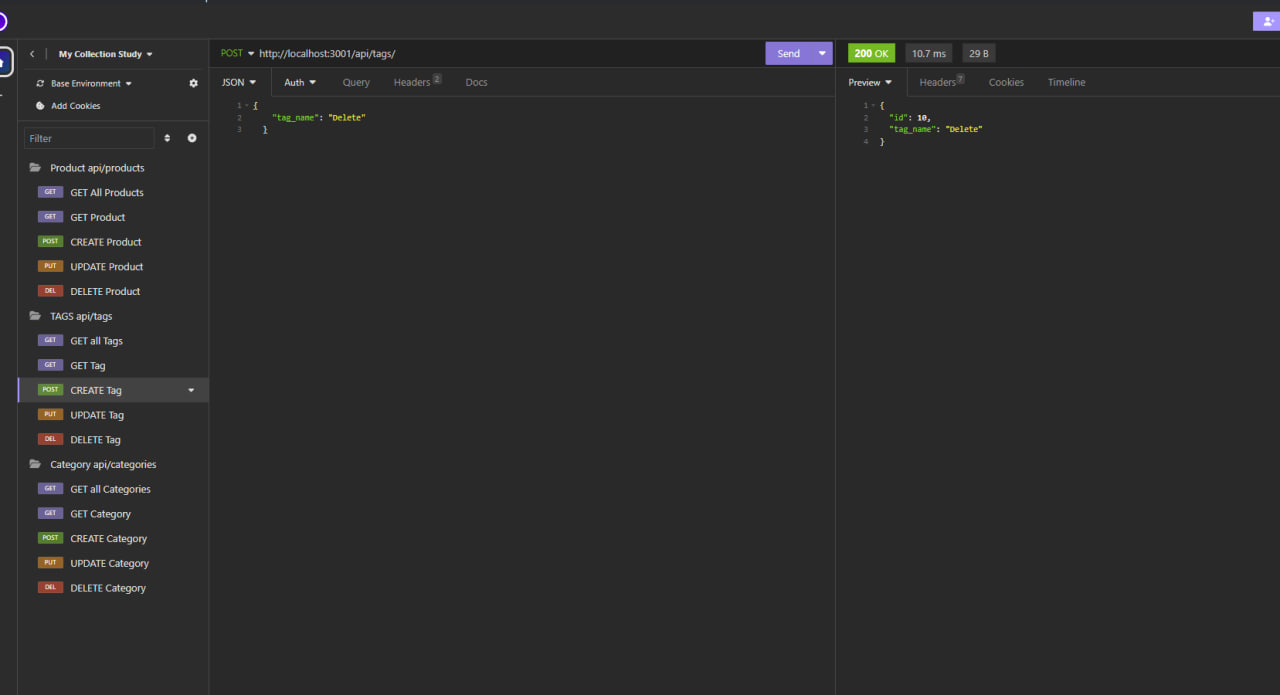 My Collection Study
Base Environment
Add Cookies
Filter
Product api/products
GET GET All Products
GET GET Product
POST CREATE Product
PUT UPDATE Product
DEL DELETE Product
TAGS api/tags
GET GET all Tags
GET GET Tag
POST CREATE Tag
PUT UPDATE Tag
DEL DELETE Tag
Category api/categories
GET GET all Categories
GET GET Category
POST CREATE Category
PUT UPDATE Category
DEL DELETE Category
POST http://localhost:3001/api/tags/ Send
JSON Auth Query Headers 2 Docs
1 {
2 "tag_name": "Delete"
3 }
200 OK 10.7 ms 29 B
Preview Headers 7 Cookies Timeline
1 {
2 "id": 10,
3 "tag_name": "Delete"
4 }